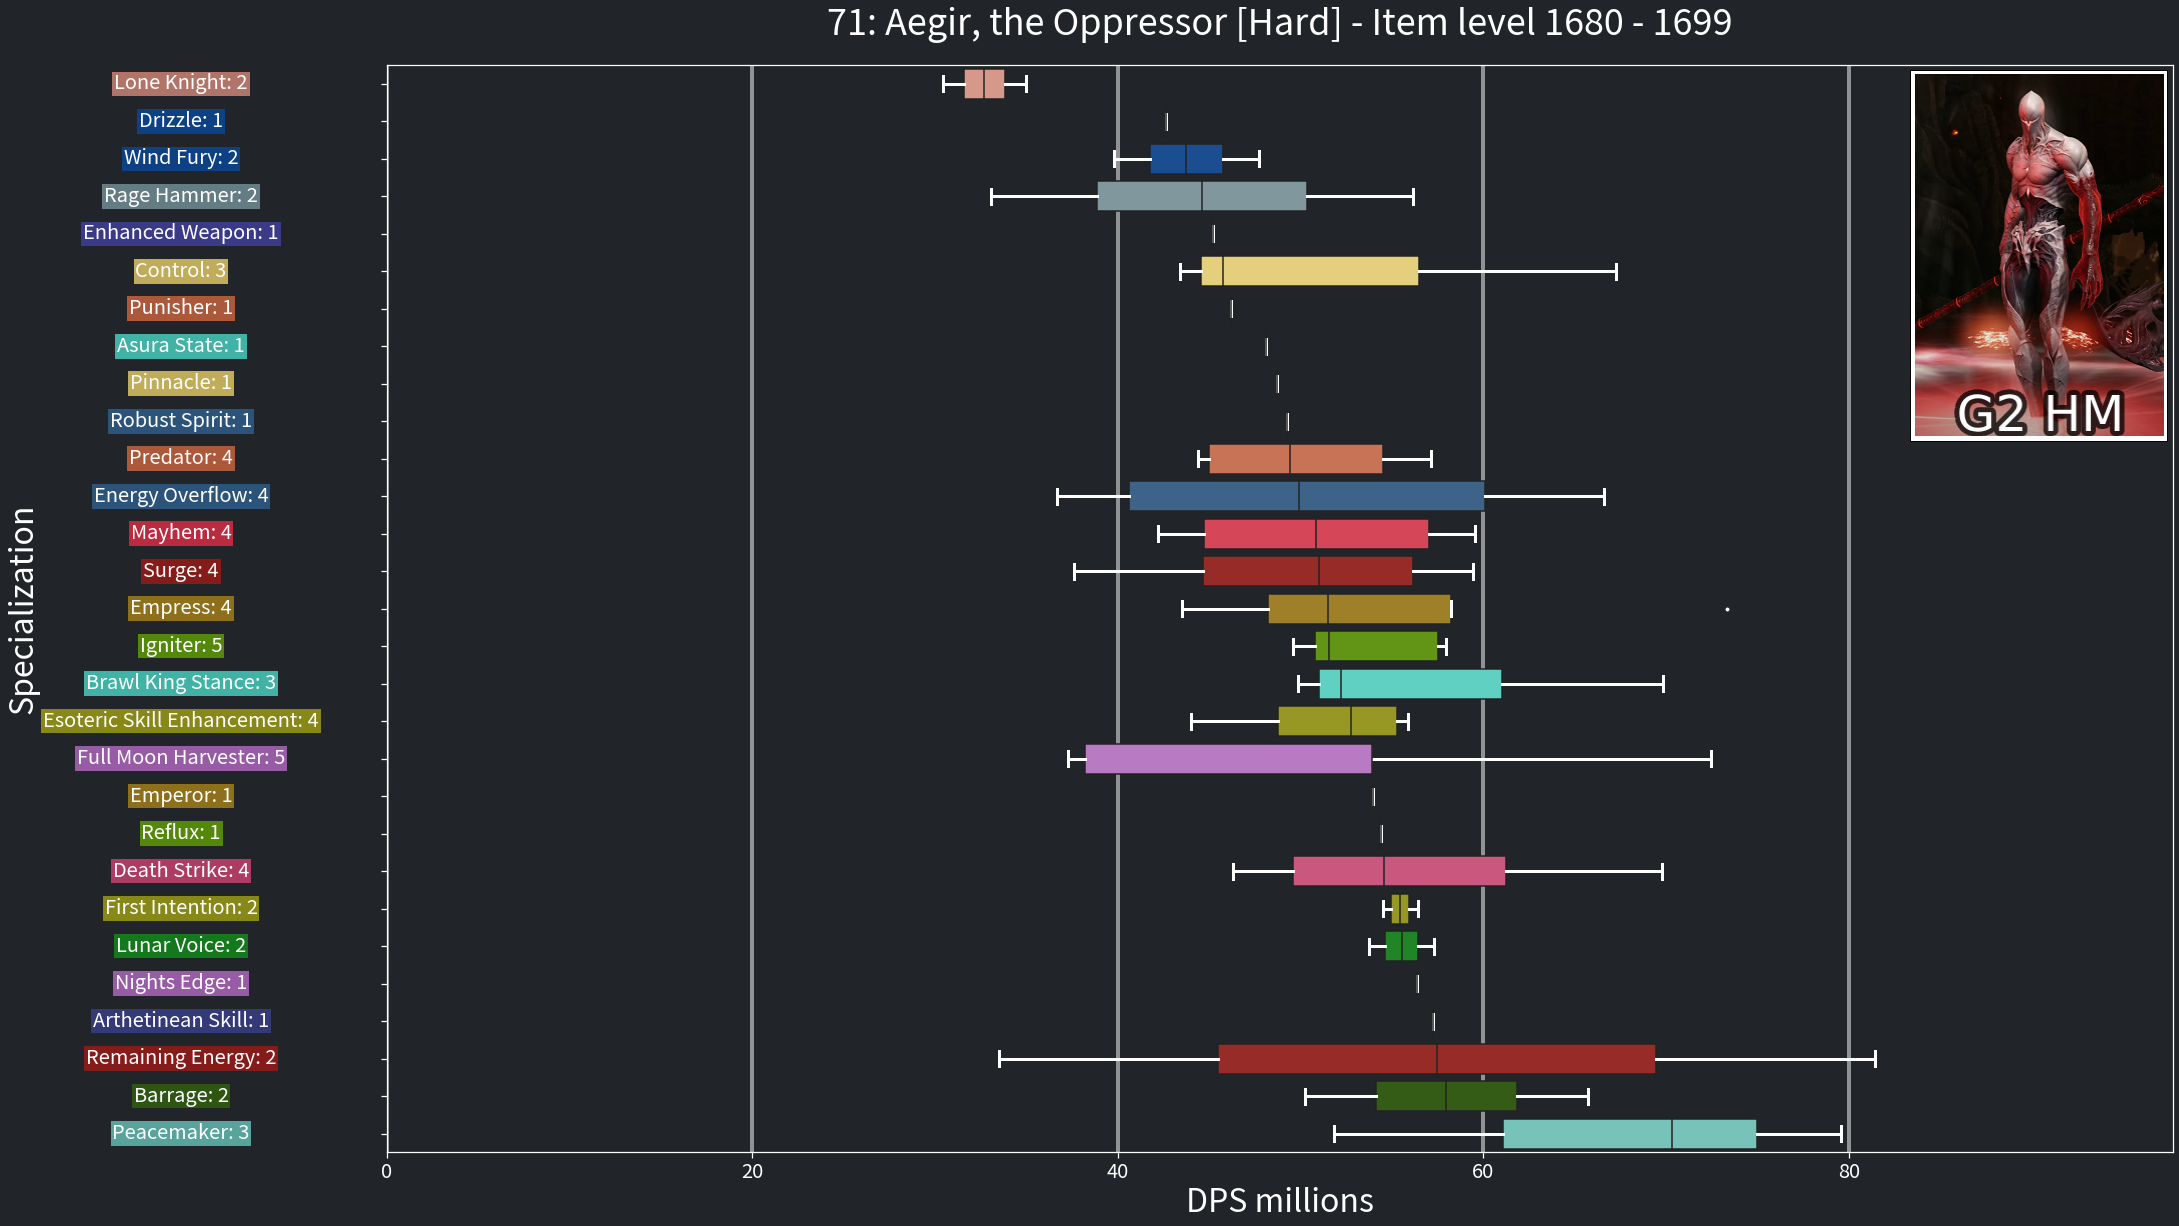 71: Aegir, the Oppressor [Hard] - Item level 1680 - 1699
Lone Knight: 2
Drizzle: 1
Wind Fury: 2
Rage Hammer: 2
Enhanced Weapon: 1
Control: 3
Punisher: 1
Asura State: 1
Pinnacle: 1
Robust Spirit: 1
Predator: 4
Energy Overflow: 4
Mayhem: 4
Surge: 4
Empress: 4
Igniter: 5
Brawl King Stance: 3
Esoteric Skill Enhancement: 4
Full Moon Harvester: 5
Emperor: 1
Reflux: 1
Death Strike: 4
First Intention: 2
Lunar Voice: 2
Nights Edge: 1
Arthetinean Skill: 1
Remaining Energy: 2
Barrage: 2
Peacemaker: 3
Specialization
G2 HM
0 20 40 60 80
DPS millions